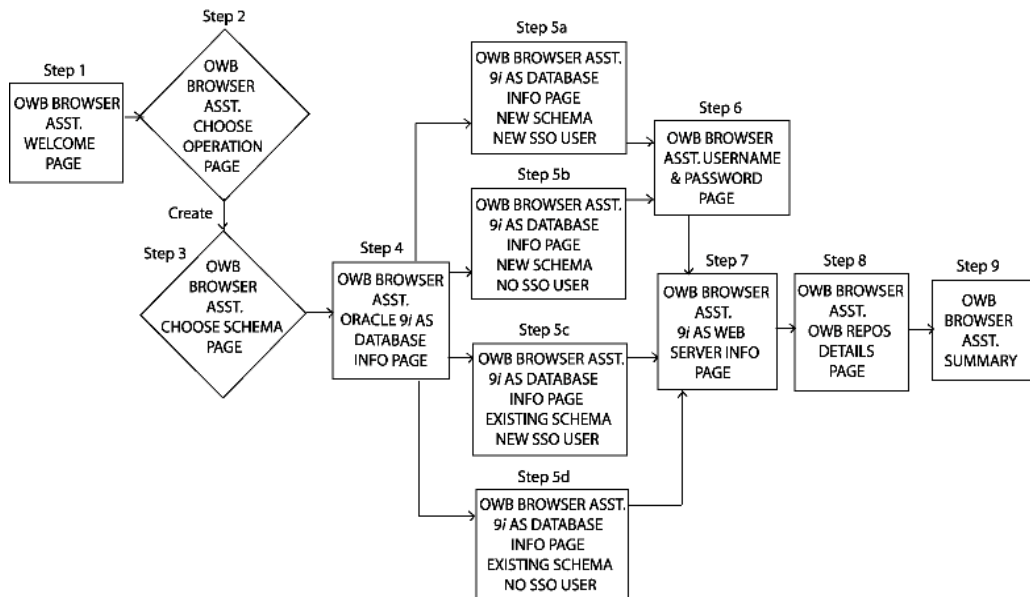 Step 1
OWB BROWSER
ASST.
WELCOME
PAGE
Step 2
OWB
BROWSER
ASST.
CHOOSE
OPERATION
PAGE
Create
Step 3
OWB
BROWSER
ASST.
CHOOSE SCHEMA
PAGE
Step 4
OWB BROWSER
ASST.
ORACLE 9i AS
DATABASE
INFO PAGE
Step 5a
OWB BROWSER ASST.
9i AS DATABASE
INFO PAGE
NEW SCHEMA
NEW SSO USER
Step 5b
OWB BROWSER ASST.
9i AS DATABASE
INFO PAGE
NEW SCHEMA
NO SSO USER
Step 5c
OWB BROWSER ASST.
9i AS DATABASE
INFO PAGE
EXISTING SCHEMA
NEW SSO USER
Step 5d
OWB BROWSER ASST.
9i AS DATABASE
INFO PAGE
EXISTING SCHEMA
NO SSO USER
Step 6
OWB BROWSER
ASST. USERNAME
& PASSWORD
PAGE
Step 7
OWB BROWSER
ASST.
9i AS WEB
SERVER INFO
PAGE
Step 8
OWB BROWSER
ASST.
OWB REPOS
DETAILS
PAGE
Step 9
OWB
BROWSER
ASST.
SUMMARY